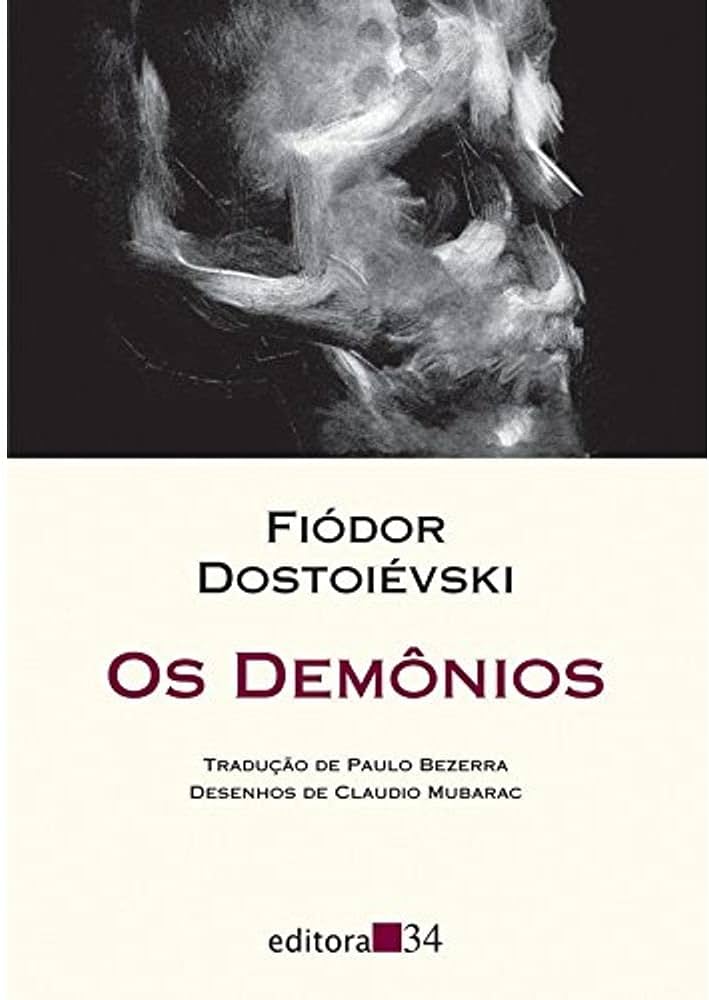 FIÓDOR
DOSTOIÉVSKI
OS DEMÔNIOS
TRADUÇÃO DE PAULO BEZERRA
DESENHOS DE CLAUDIO MUBARAC
editora 34